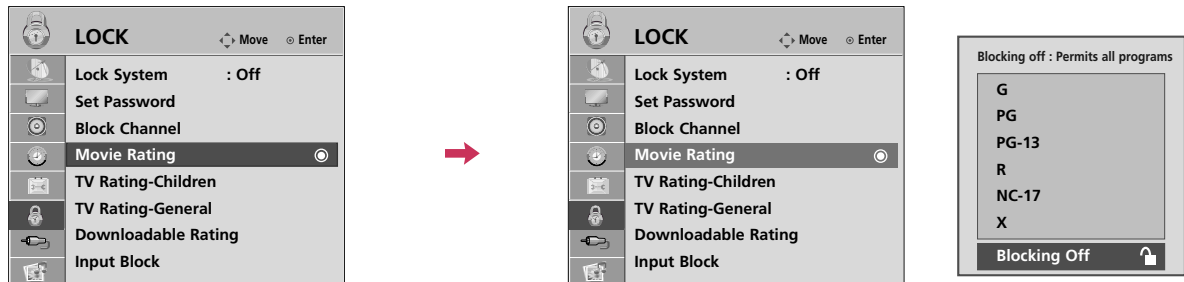 LOCK
Move
Enter
Lock System : Off
Set Password
Block Channel
Movie Rating
TV Rating-Children
TV Rating-General
Downloadable Rating
Input Block
LOCK
Move
Enter
Lock System : Off
Set Password
Block Channel
Movie Rating
TV Rating-Children
TV Rating-General
Downloadable Rating
Input Block
Blocking off : Permits all programs
G
PG
PG-13
R
NC-17
X
Blocking Off